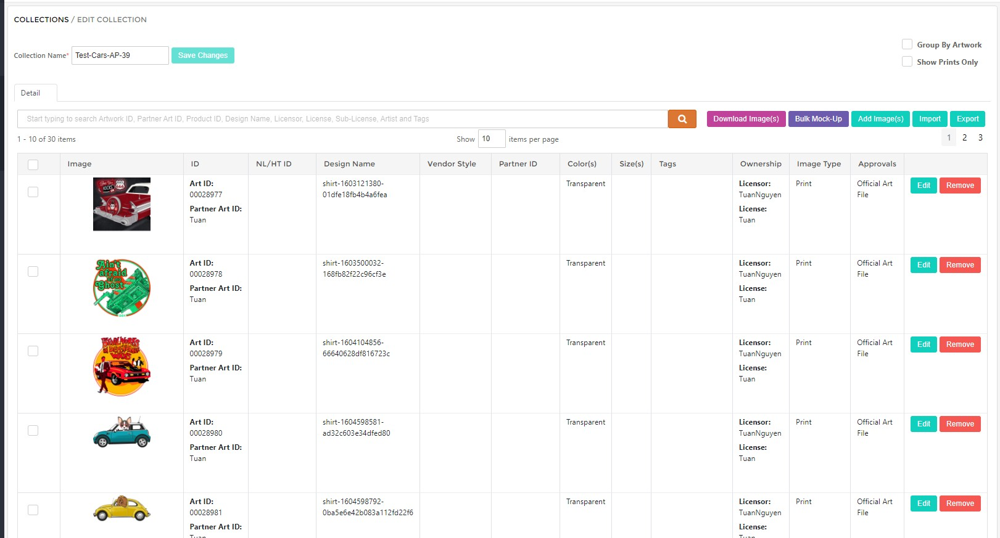 COLLECTIONS / EDIT COLLECTION
Group By Artwork
Collection Name* Test-Cars-AP-39 Save Changes
Show Prints Only
Detail
Start typing to search Artwork ID, Partner Art ID, Product ID, Design Name, Licensor, License, Sub-License, Artist and Tags
Download Image(s) Bulk Mock-Up Add Image(s) Import Export
1 - 10 of 30 items Show 10 items per page 1 2 3
Image ID NL/HT ID Design Name Vendor Style Partner ID Color(s) Size(s) Tags Ownership Image Type Approvals
Art ID: shirt-1603121380- Transparent Licensor: Print Official Art Edit Remove
00028977 01dfe18fb4b4a6fea TuanNguyen File
Partner Art ID: License:
Tuan Tuan
666
Ain't
afraid
of no
Ghost
Art ID: shirt-1603500032- Transparent Licensor: Print Official Art Edit Remove
00028978 168fb82f22c96cf3e TuanNguyen File
Partner Art ID: License:
Tuan Tuan
Art ID: shirt-1604104856- Transparent Licensor: Print Official Art Edit Remove
00028979 66640628df816723c TuanNguyen File
Partner Art ID: License:
Tuan Tuan
Art ID: shirt-1604598581- Transparent Licensor: Print Official Art Edit Remove
00028980 ad32c603e34dfed80 TuanNguyen File
Partner Art ID: License:
Tuan Tuan
Art ID: shirt-1604598792- Transparent Licensor: Print Official Art Edit Remove
00028981 0ba5e6e42b083a112fd22f6 TuanNguyen File
Partner Art ID: License:
Tuan Tuan